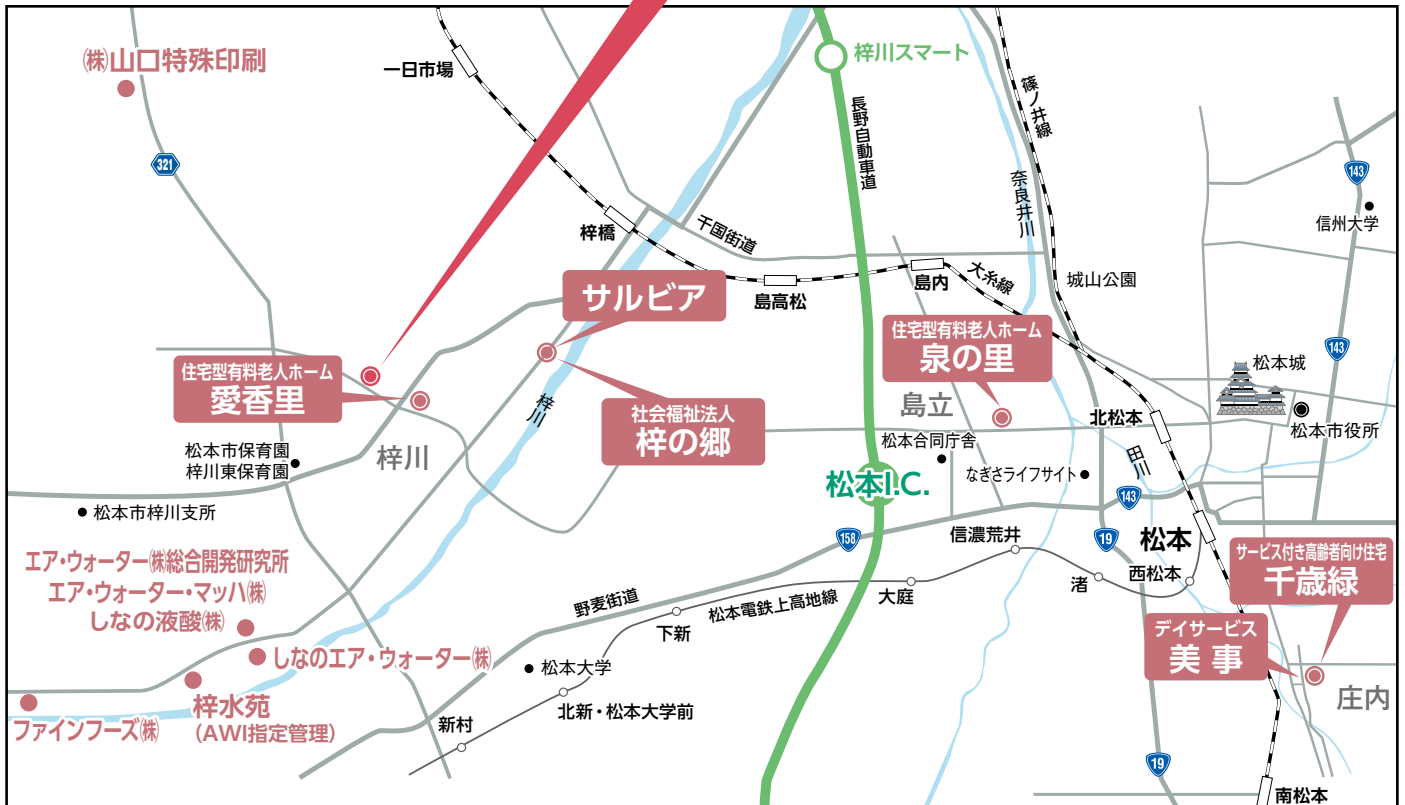 ㈱山口特殊印刷
一日市場
梓川スマート
長野自動車道
篠ノ井線
321
143
信州大学
奈良井川
梓橋
千国街道
島高松
島内
大糸線
城山公園
サルビア
住宅型有料老人ホーム
愛香里
社会福祉法人
梓の郷
梓川
住宅型有料老人ホーム
泉の里
島立
143
松本城
松本市役所
北松本
松本合同庁舎
なぎさライフサイト
田川
松本市保育園
梓川東保育園
梓川
松本市梓川支所
松本I.C.
143
158
19
信濃荒井
松本
渚
西松本
サービス付き高齢者向け住宅
千歳緑
デイサービス
美 事
庄内
エア・ウォーター㈱総合開発研究所
エア・ウォーター・マッハ㈱
しなの液酸㈱
しなのエア・ウォーター㈱
野麦街道
下新
松本電鉄上高地線
大庭
松本大学
北新・松本大学前
新村
梓水苑
(AWI指定管理)
ファインフーズ㈱
19
南松本